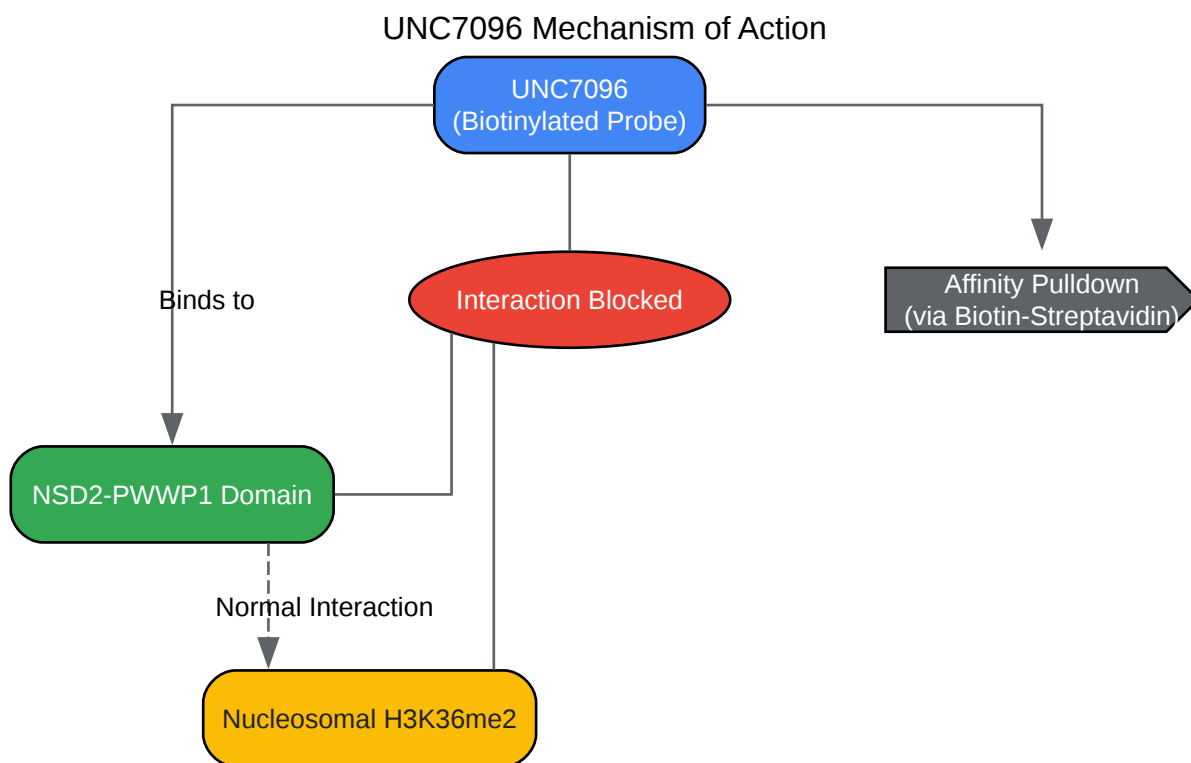 UNC7096 Mechanism of Action
UNC7096
(Biotinylated Probe)
Binds to
Interaction Blocked
Affinity Pulldown
(via Biotin-Streptavidin)
NSD2-PWWP1 Domain
Normal Interaction
Nucleosomal H3K36me2